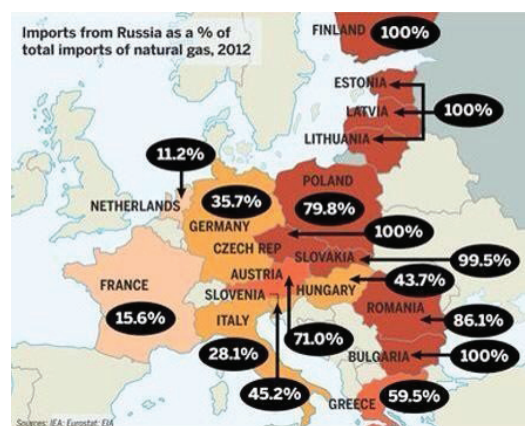 Imports from Russia as a % of
total imports of natural gas, 2012
FINLAND
100%
ESTONIA
LATVIA
100%
LITHUANIA
11.2%
NETHERLANDS
35.7%
GERMANY
POLAND
79.8%
CZECH REP
100%
SLOVAKIA
99.5%
FRANCE
15.6%
AUSTRIA
HUNGARY
43.7%
SLOVENIA
ROMANIA
86.1%
ITALY
28.1%
71.0%
BULGARIA
100%
45.2%
GREECE
59.5%
Sources: IEA; Eurostat; EIA